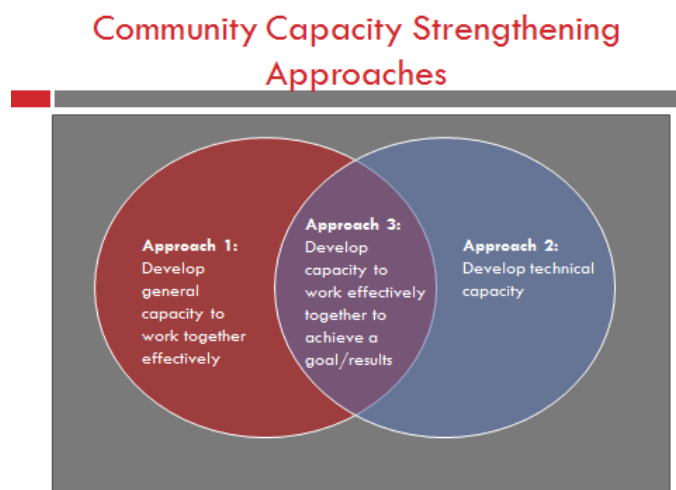 Community Capacity Strengthening
Approaches
Approach 1:
Develop
general
capacity to
work together
effectively
Approach 3:
Develop
capacity to
work effectively
together to
achieve a
goal/results
Approach 2:
Develop technical
capacity